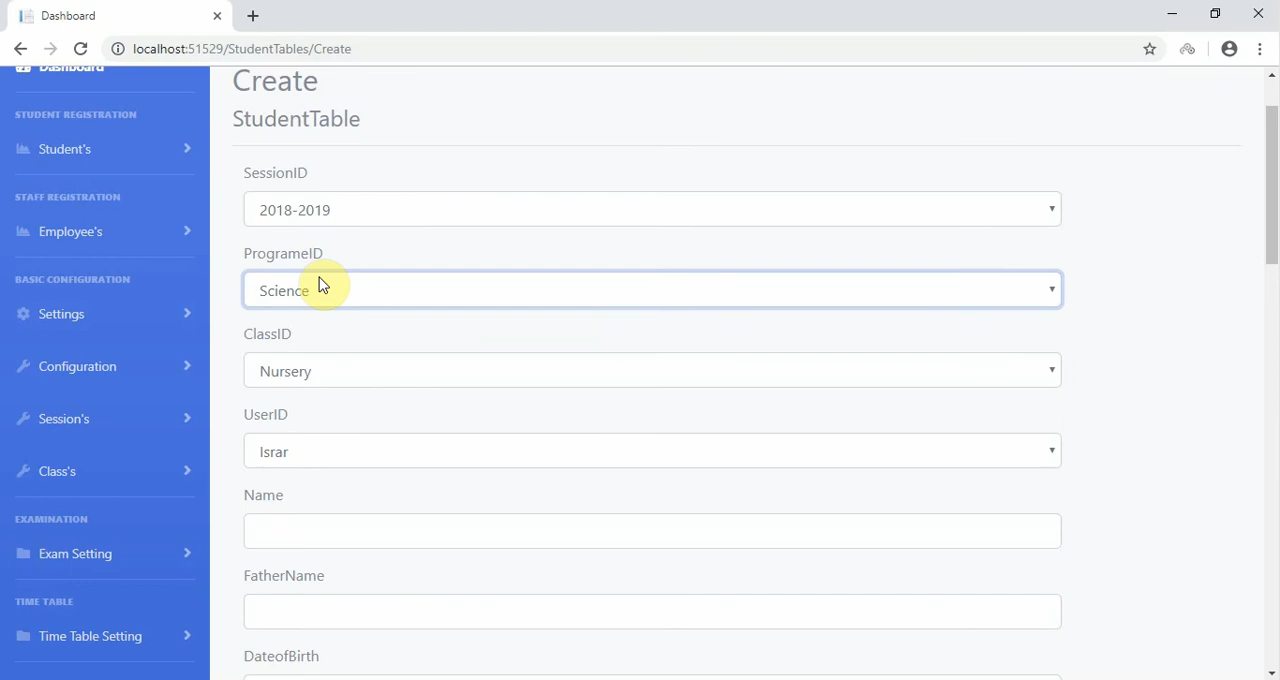 Dashboard
localhost:51529/StudentTables/Create
Dashboard
STUDENT REGISTRATION
Student's
STAFF REGISTRATION
Employee's
BASIC CONFIGURATION
Settings
Configuration
Session's
Class's
EXAMINATION
Exam Setting
TIME TABLE
Time Table Setting
Create
StudentTable
SessionID
2018-2019
ProgrameID
Science
ClassID
Nursery
UserID
Israr
Name
FatherName
DateofBirth